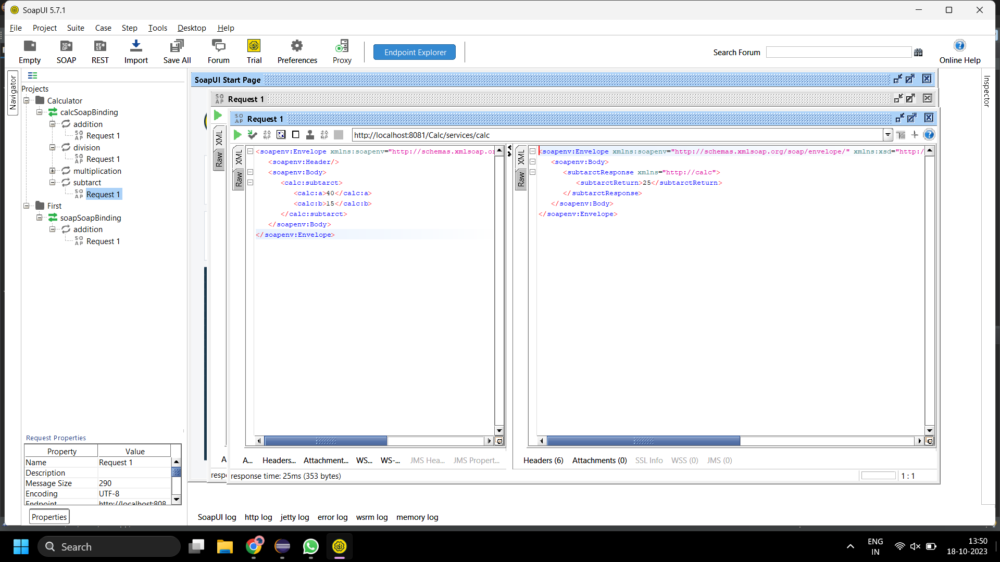 SoapUI 5.7.1
File Project Suite Case Step Tools Desktop Help
Empty SOAP REST Import Save All Forum Trial Preferences Proxy
Endpoint Explorer
Search Forum
Online Help
Navigator
Projects
Calculator
calcSoapBinding
addition
Request 1
division
Request 1
multiplication
subtarct
Request 1
First
soapSoapBinding
addition
Request 1
Request Properties
Property Value
Name Request 1
Description
Message Size 290
Encoding UTF-8
Endpoint http://localhost:808
Properties
SoapUI Start Page
Request 1
Request 1
http://localhost:8081/Calc/services/calc
XML
Raw
XML
Raw
<soapenv:Envelope xmlns:soapenv="http://schemas.xmlsoap.or
<soapenv:Header/>
<soapenv:Body>
<calc:subtarct>
<calc:a>40</calc:a>
<calc:b>15</calc:b>
</calc:subtarct>
</soapenv:Body>
</soapenv:Envelope>
XML
Raw
<soapenv:Envelope xmlns:soapenv="http://schemas.xmlsoap.org/soap/envelope/" xmlns:xsd="http:/
<soapenv:Body>
<subtarctResponse xmlns="http://calc">
<subtarctReturn>25</subtarctReturn>
</subtarctResponse>
</soapenv:Body>
</soapenv:Envelope>
A
A... Headers... Attachment... WS... WS-... JMS Hea... JMS Propert...
Headers (6) Attachments (0) SSL Info WSS (0) JMS (0)
resp
response time: 25ms (353 bytes)
1 : 1
Inspector
SoapUI log http log jetty log error log wsrm log memory log
Search
ENG
IN
13:50
18-10-2023